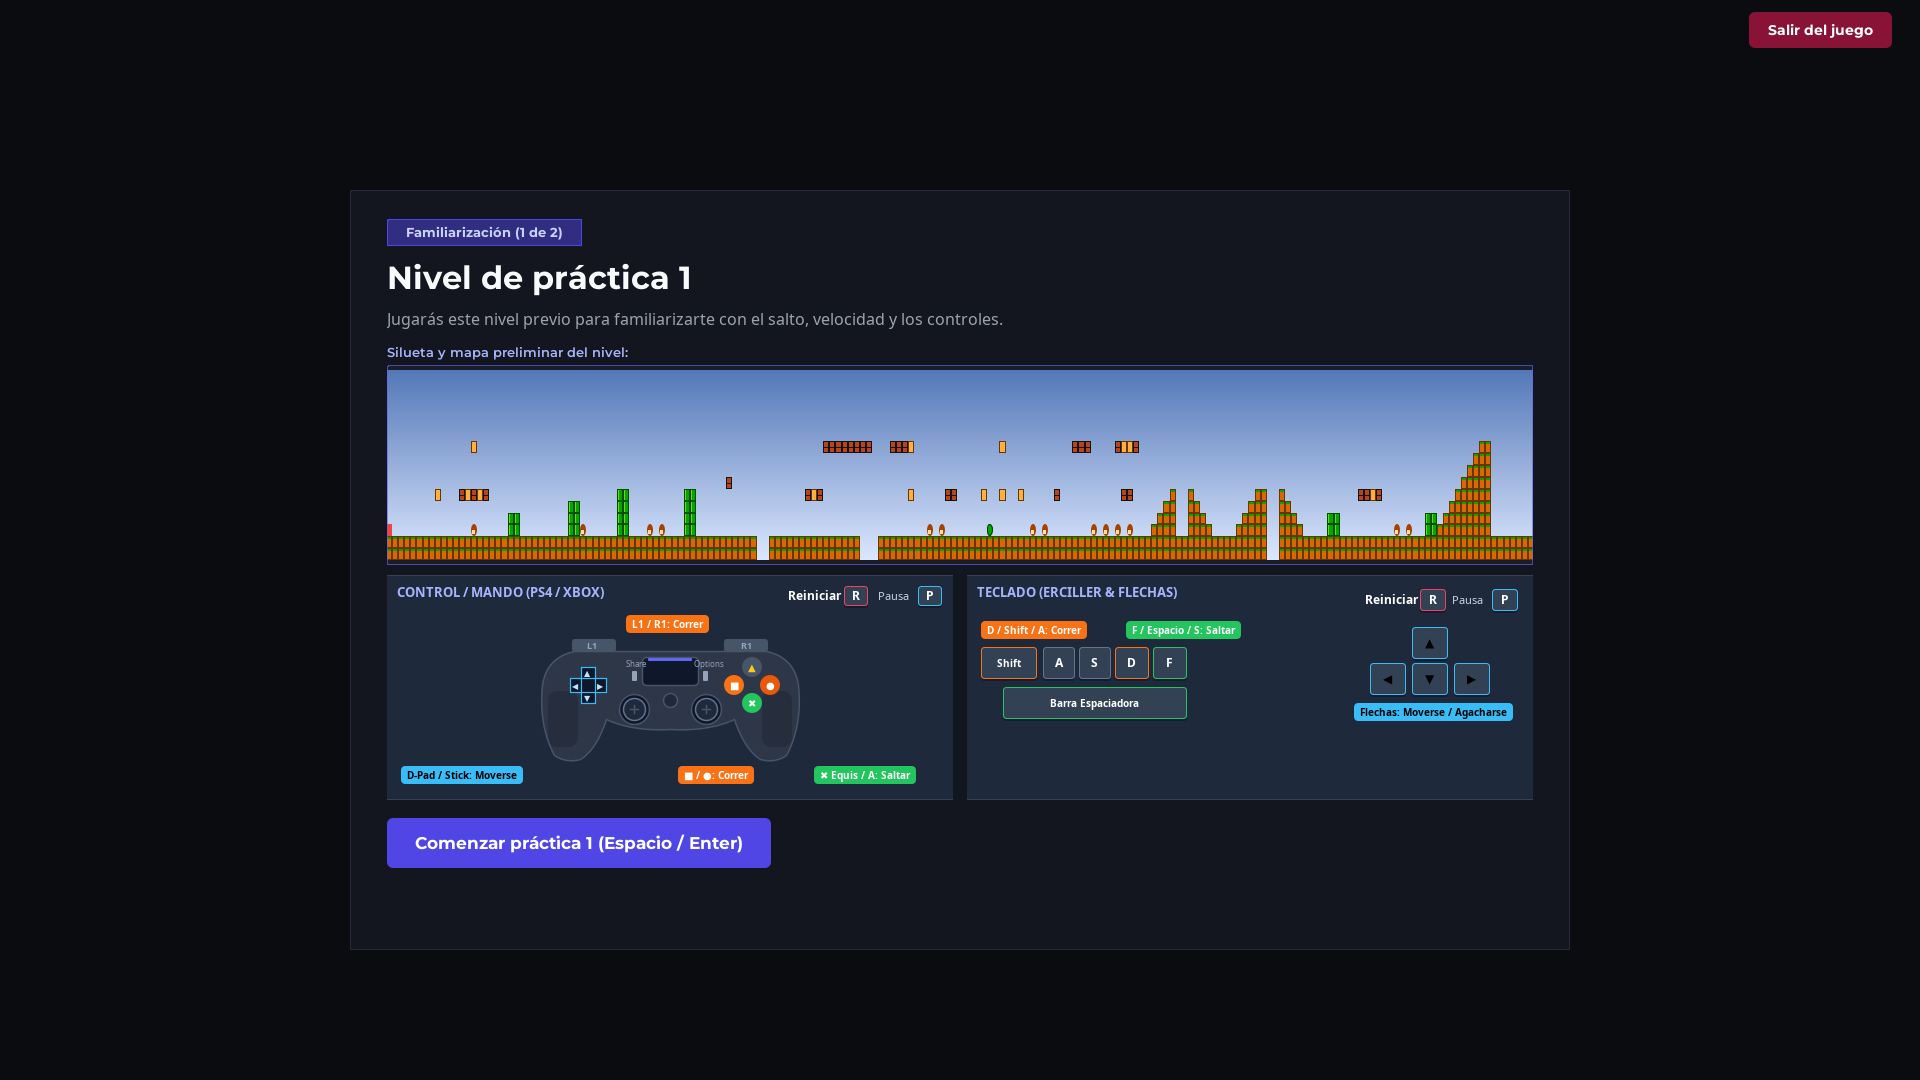 Salir del juego
Familiarización (1 de 2)
Nivel de práctica 1
Jugarás este nivel previo para familiarizarte con el salto, velocidad y los controles.
Silueta y mapa preliminar del nivel:
CONTROL / MANDO (PS4 / XBOX)
Reiniciar R Pausa P
L1 / R1: Correr
L1 R1
Share Options
D-Pad / Stick: Moverse
■ / ●: Correr
✖ Equis / A: Saltar
TECLADO (ERCILLER & FLECHAS)
Reiniciar R Pausa P
D / Shift / A: Correr
F / Espacio / S: Saltar
Shift A S D F
Barra Espaciadora
▲
◀ ▼ ▶
Flechas: Moverse / Agacharse
Comenzar práctica 1 (Espacio / Enter)